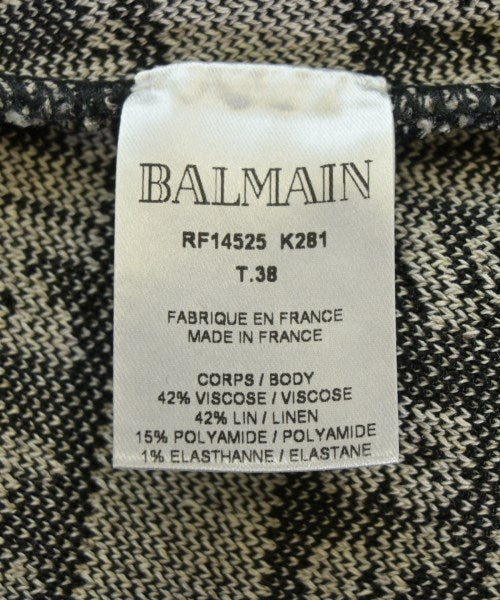 BALMAIN
RF14525 K281
T.38
FABRIQUE EN FRANCE
MADE IN FRANCE
CORPS / BODY
42% VISCOSE / VISCOSE
42% LIN / LINEN
15% POLYAMIDE / POLYAMIDE
1% ELASTHANNE / ELASTANE